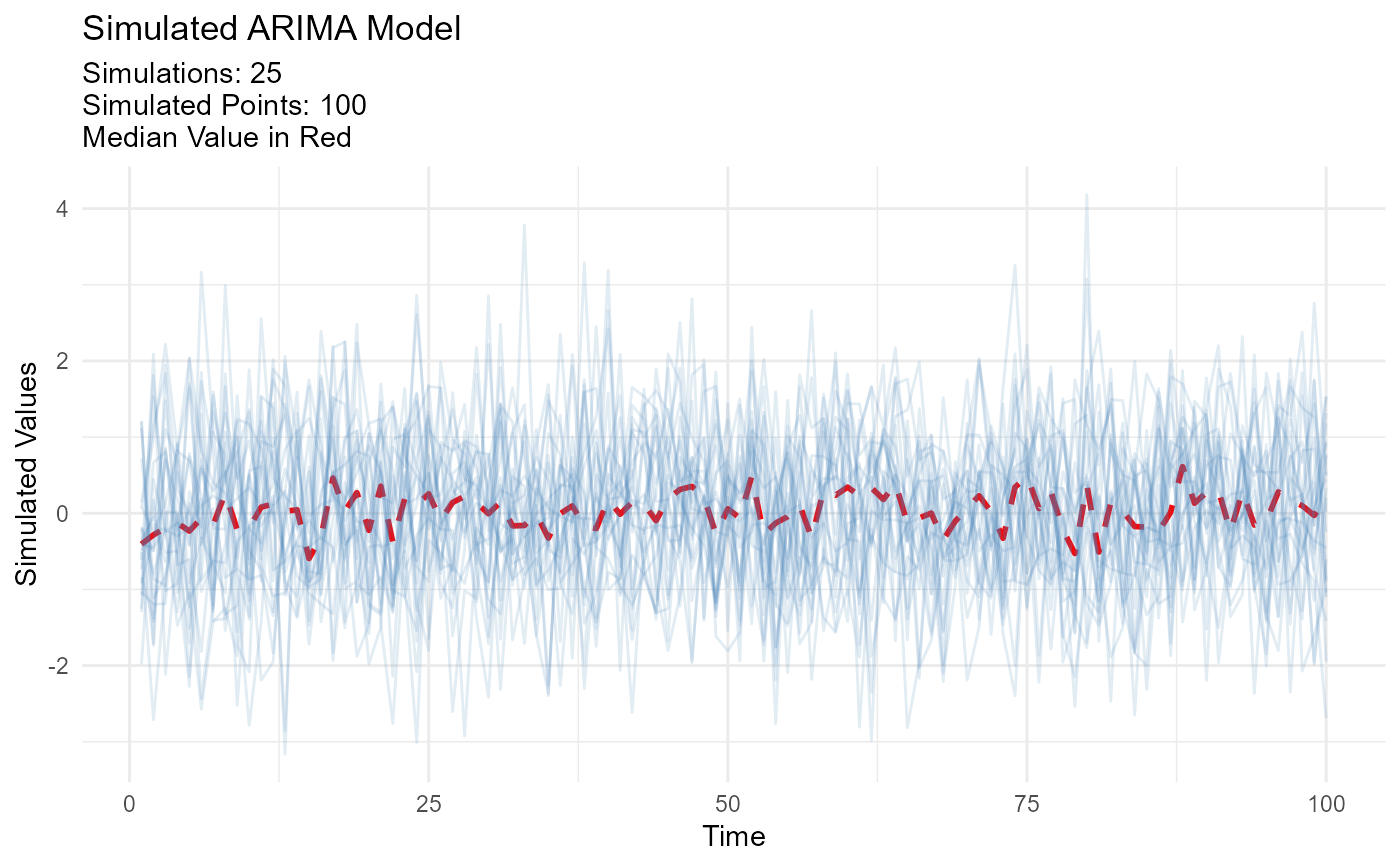 Simulated ARIMA Model
Simulations: 25
Simulated Points: 100
Median Value in Red
4
2
0
-2
Simulated Values
0 25 50 75 100
Time